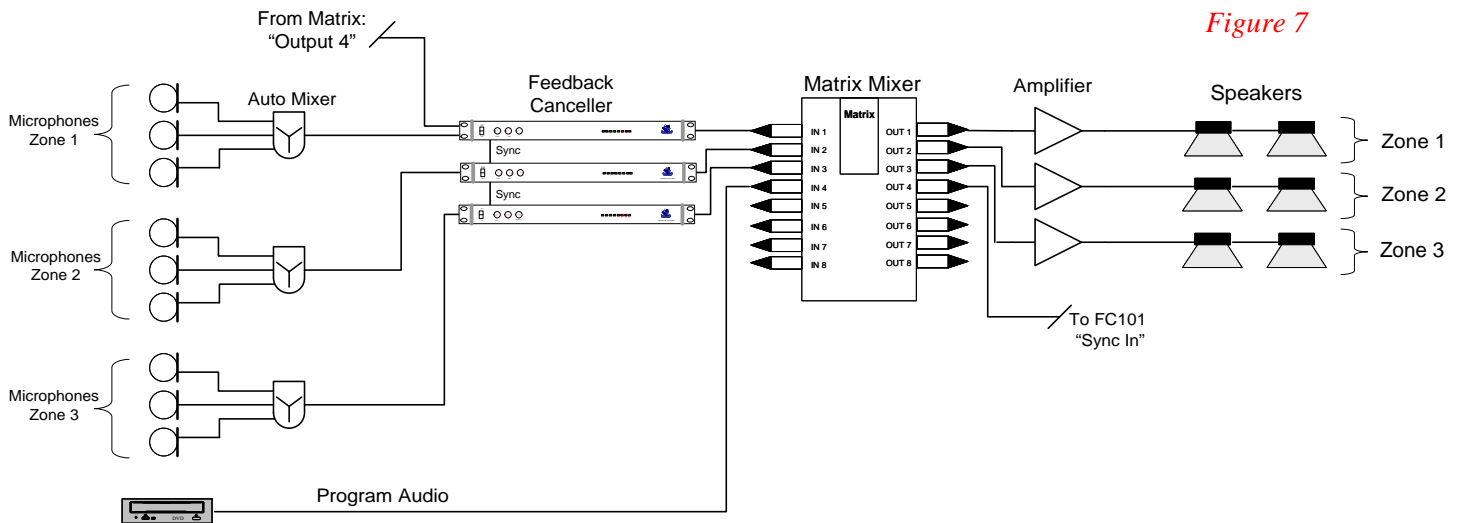 Figure 7
From Matrix:
“Output 4”
Feedback
Canceller
Matrix Mixer
Amplifier
Speakers
Auto Mixer
Microphones
Zone 1
Sync
Sync
Matrix
IN 1
IN 2
IN 3
IN 4
IN 5
IN 6
IN 7
IN 8
OUT 1
OUT 2
OUT 3
OUT 4
OUT 5
OUT 6
OUT 7
OUT 8
Zone 1
Zone 2
Zone 3
Microphones
Zone 2
To FC101
“Sync In”
Microphones
Zone 3
Program Audio
DVD